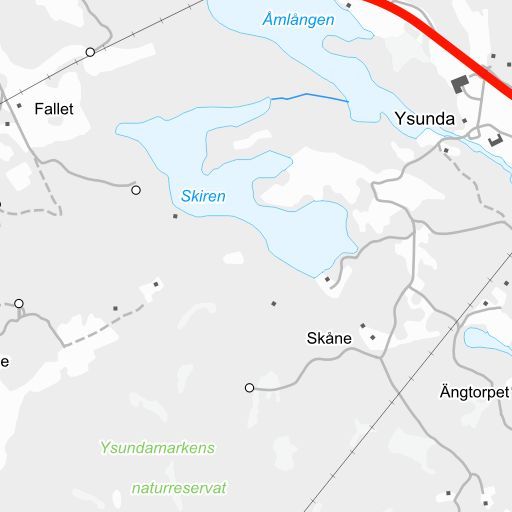 Åmlången
Fallet
Ysunda
Skiren
Skåne
e
Ängtorpet
Ysundamarkens
naturreservat